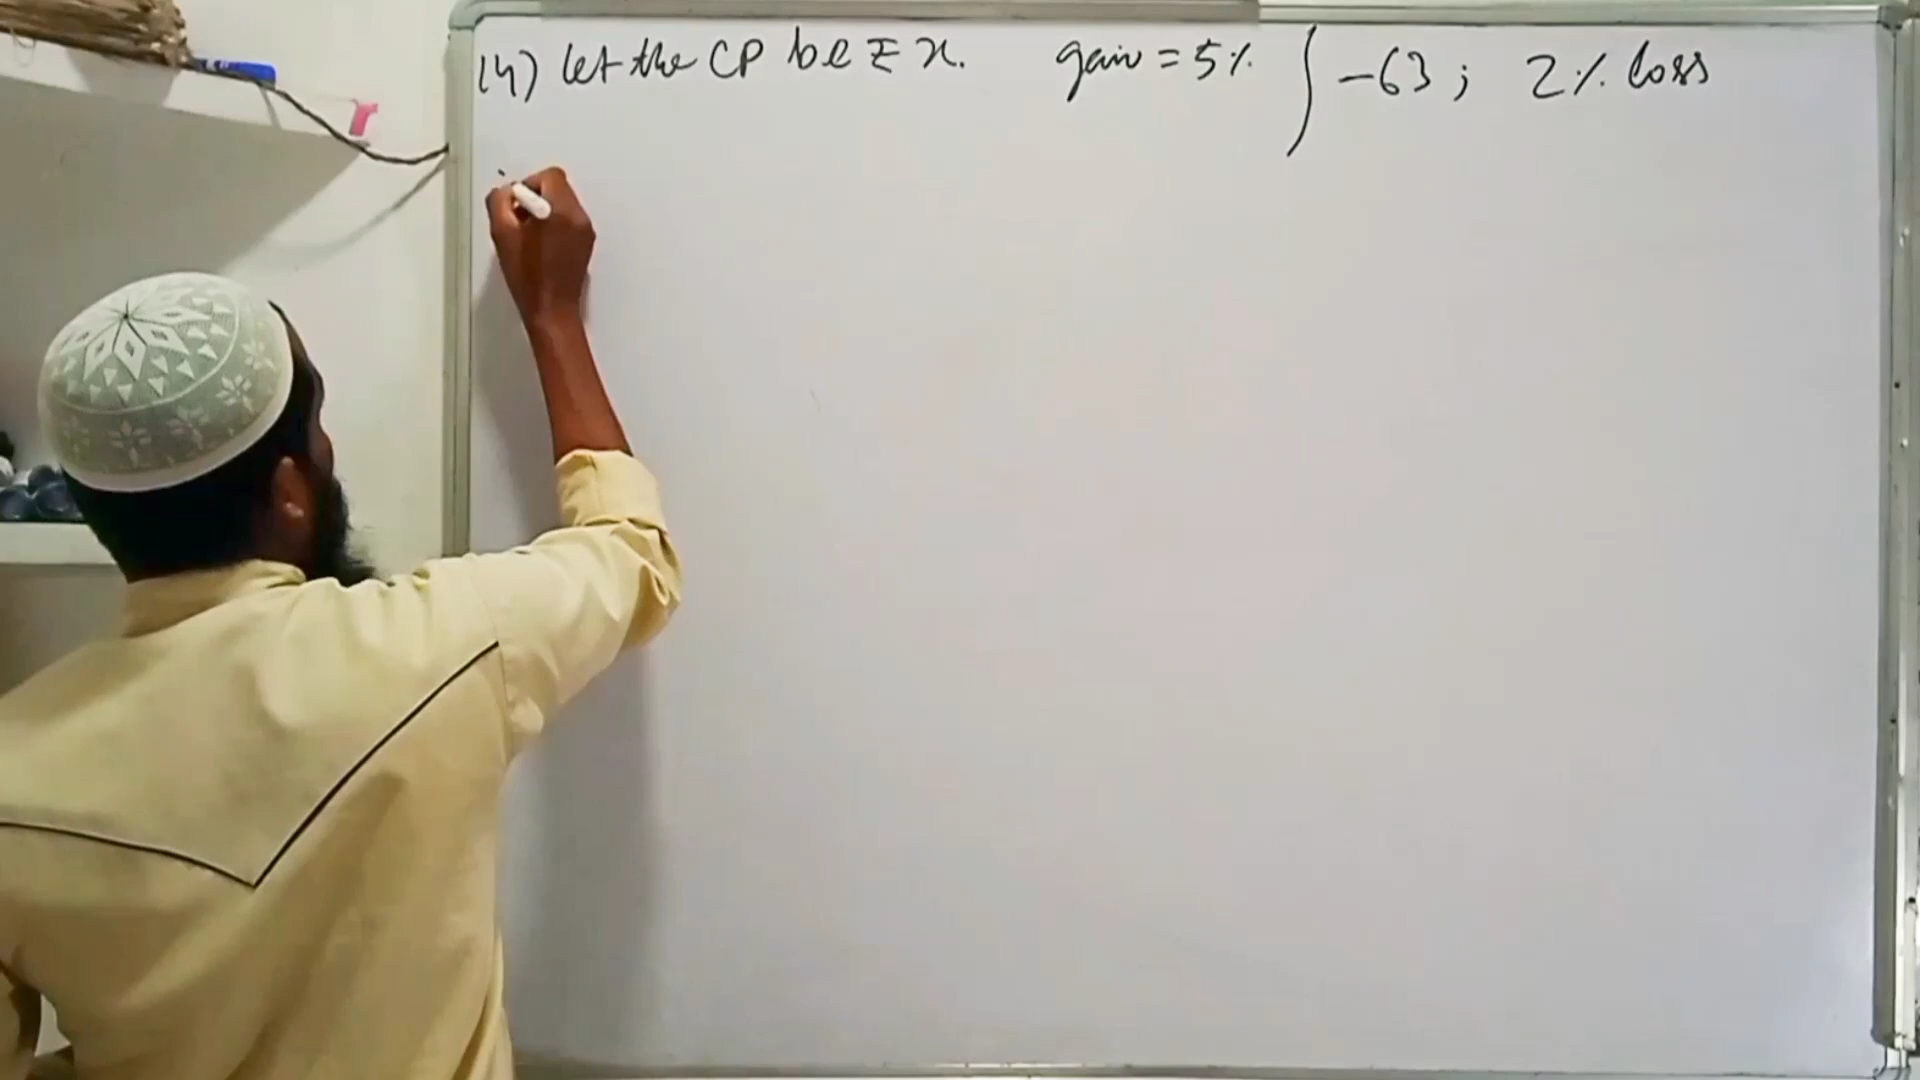 14) let the CP be ₹ x. gain = 5% ) -63 ; 2% loss